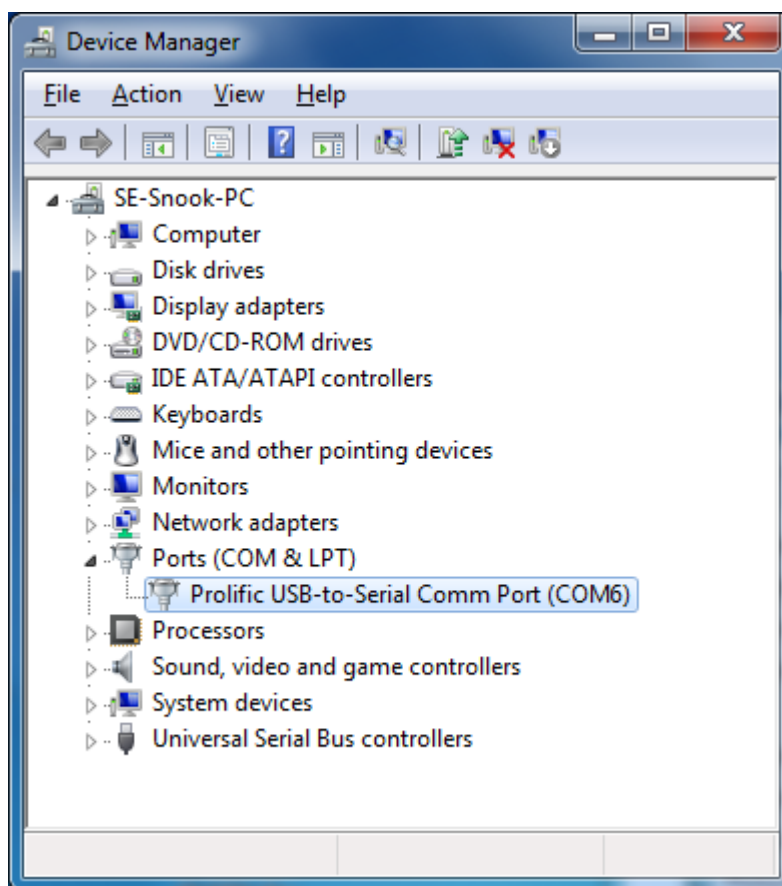 Device Manager
File Action View Help
SE-Snook-PC
Computer
Disk drives
Display adapters
DVD/CD-ROM drives
IDE ATA/ATAPI controllers
Keyboards
Mice and other pointing devices
Monitors
Network adapters
Ports (COM & LPT)
Prolific USB-to-Serial Comm Port (COM6)
Processors
Sound, video and game controllers
System devices
Universal Serial Bus controllers